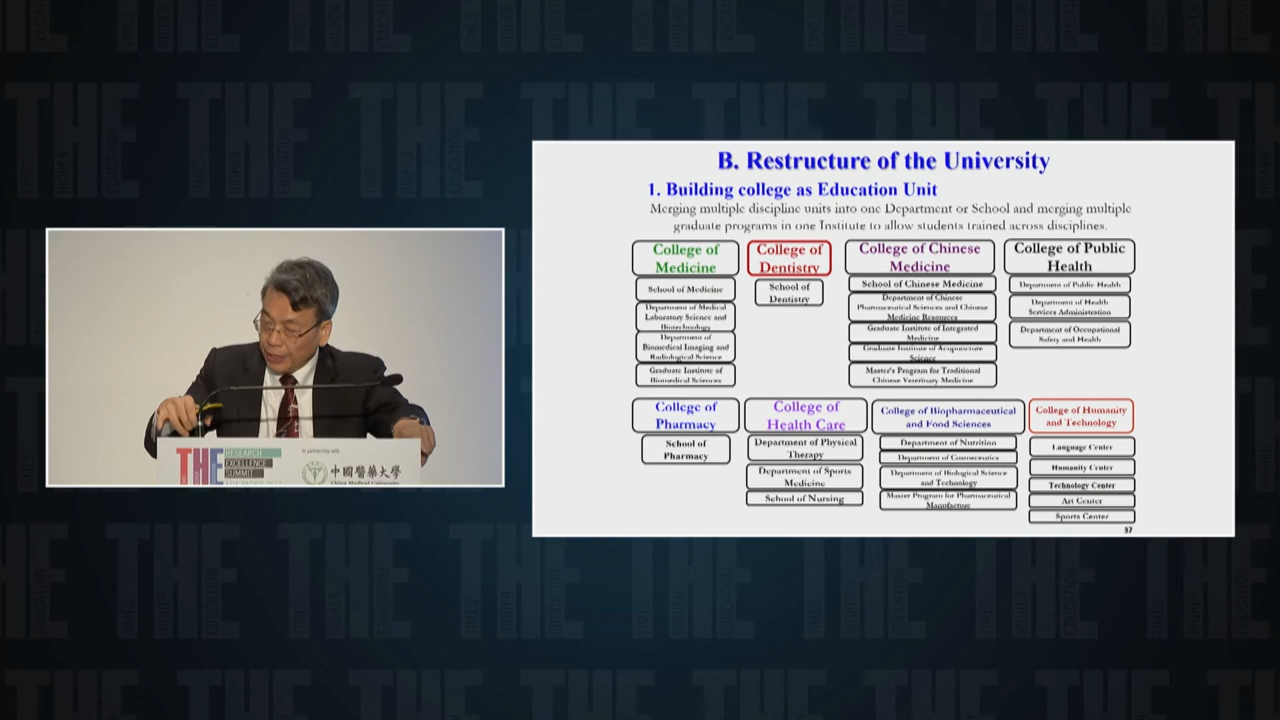 THE
RESEARCH
EXCELLENCE
SUMMIT
In partnership with
中國醫藥大學
China Medical University
B. Restructure of the University
1. Building college as Education Unit
Merging multiple discipline units into one Department or School and merging multiple
graduate programs in one Institute to allow students trained across disciplines.
College of
Medicine
School of Medicine
Department of Medical
Laboratory Science and
Biotechnology
Department of
Biomedical Imaging and
Radiological Science
Graduate Institute of
Biomedical Sciences
College of
Dentistry
School of
Dentistry
College of Chinese
Medicine
School of Chinese Medicine
Department of Chinese
Pharmaceutical Sciences and Chinese
Medicine Resources
Graduate Institute of Integrated
Medicine
Graduate Institute of Acupuncture
Science
Master's Program for Traditional
Chinese Veterinary Medicine
College of Public
Health
Department of Public Health
Department of Health
Services Administration
Department of Occupational
Safety and Health
College of
Pharmacy
School of
Pharmacy
College of
Health Care
Department of Physical
Therapy
Department of Sports
Medicine
School of Nursing
College of Biopharmaceutical
and Food Sciences
Department of Nutrition
Department of Cosmeceutics
Department of Biological Science
and Technology
Master Program for Pharmaceutical
Manufacture
College of Humanity
and Technology
Language Center
Humanity Center
Technology Center
Art Center
Sports Center
37